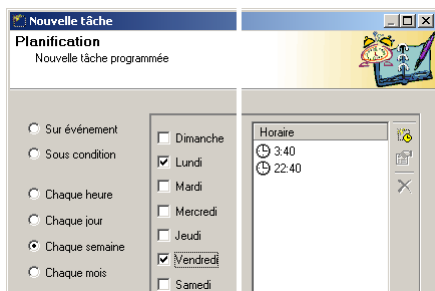 Nouvelle tâche
Planification
Nouvelle tâche programmée
Sur événement
Sous condition
Chaque heure
Chaque jour
Chaque semaine
Chaque mois
Dimanche
Lundi
Mardi
Mercredi
Jeudi
Vendredi
Samedi
Horaire
3:40
22:40